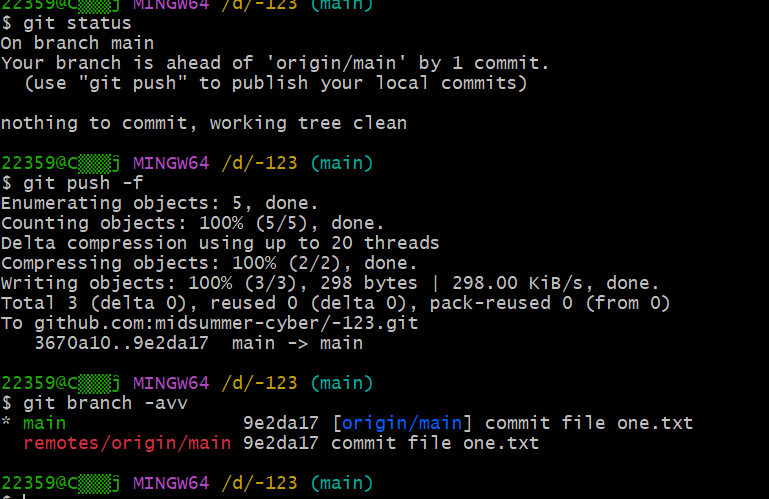 22359@C▒▒▒ĵ MINGW64 /d/-123 (main)
$ git status
On branch main
Your branch is ahead of 'origin/main' by 1 commit.
  (use "git push" to publish your local commits)

nothing to commit, working tree clean

22359@C▒▒▒ĵ MINGW64 /d/-123 (main)
$ git push -f
Enumerating objects: 5, done.
Counting objects: 100% (5/5), done.
Delta compression using up to 20 threads
Compressing objects: 100% (2/2), done.
Writing objects: 100% (3/3), 298 bytes | 298.00 KiB/s, done.
Total 3 (delta 0), reused 0 (delta 0), pack-reused 0 (from 0)
To github.com:midsummer-cyber/-123.git
   3670a10..9e2da17  main -> main

22359@C▒▒▒ĵ MINGW64 /d/-123 (main)
$ git branch -avv
* main                9e2da17 [origin/main] commit file one.txt
  remotes/origin/main 9e2da17 commit file one.txt

22359@C▒▒▒ĵ MINGW64 /d/-123 (main)